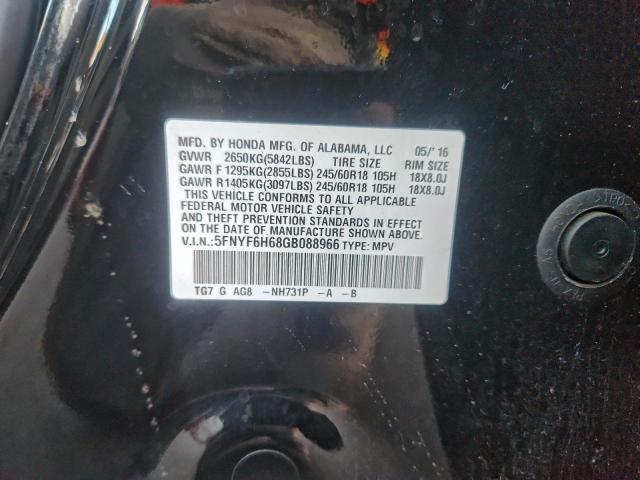 MFD. BY HONDA MFG. OF ALABAMA, LLC 05/'16
GVWR 2650KG(5842LBS) TIRE SIZE RIM SIZE
GAWR F 1295KG(2855LBS) 245/60R18 105H 18X8.0J
GAWR R 1405KG(3097LBS) 245/60R18 105H 18X8.0J
THIS VEHICLE CONFORMS TO ALL APPLICABLE
FEDERAL MOTOR VEHICLE SAFETY
AND THEFT PREVENTION STANDARDS IN EFFECT
ON THE DATE OF MANUFACTURE SHOWN ABOVE.
V.I.N.: 5FNYF6H68GB088966 TYPE: MPV
TG7 G AG8 -NH731P -A -B